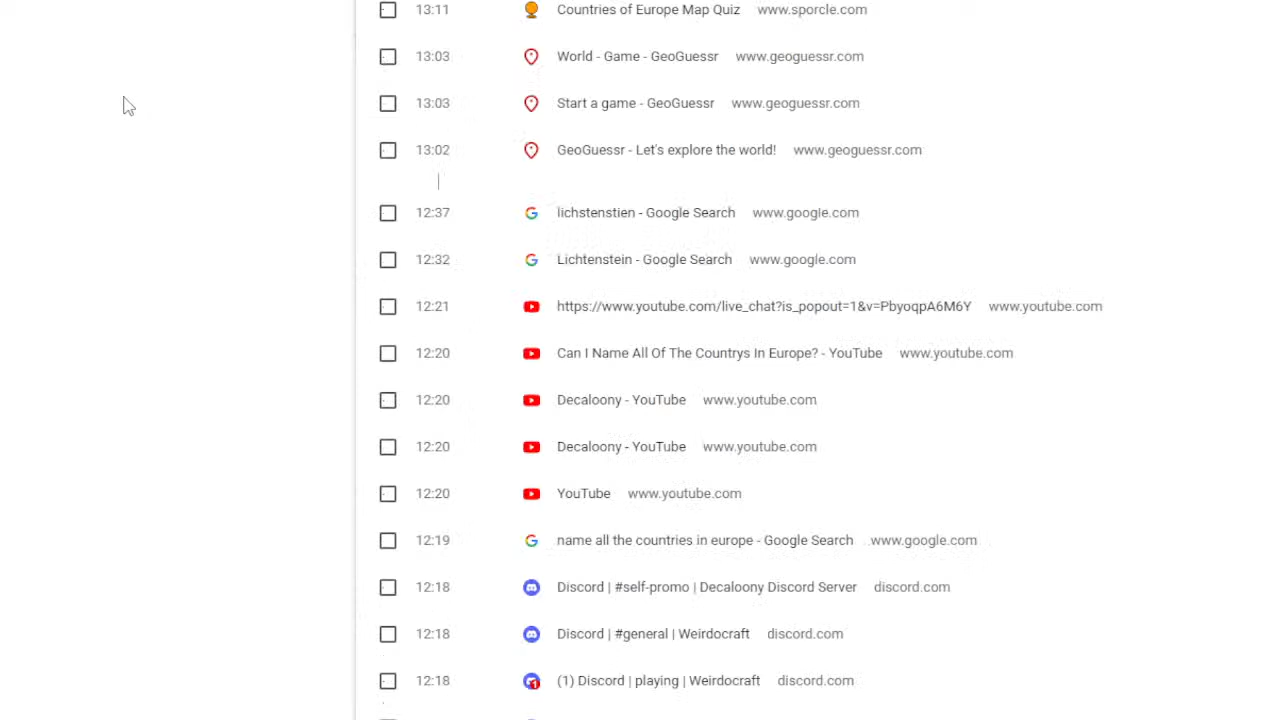 13:11 Countries of Europe Map Quiz www.sporcle.com
13:03 World - Game - GeoGuessr www.geoguessr.com
13:03 Start a game - GeoGuessr www.geoguessr.com
13:02 GeoGuessr - Let's explore the world! www.geoguessr.com
12:37 lichstenstien - Google Search www.google.com
12:32 Lichtenstein - Google Search www.google.com
12:21 https://www.youtube.com/live_chat?is_popout=1&v=PbyoqpA6M6Y www.youtube.com
12:20 Can I Name All Of The Countrys In Europe? - YouTube www.youtube.com
12:20 Decaloony - YouTube www.youtube.com
12:20 Decaloony - YouTube www.youtube.com
12:20 YouTube www.youtube.com
12:19 name all the countries in europe - Google Search www.google.com
12:18 Discord | #self-promo | Decaloony Discord Server discord.com
12:18 Discord | #general | Weirdocraft discord.com
12:18 (1) Discord | playing | Weirdocraft discord.com